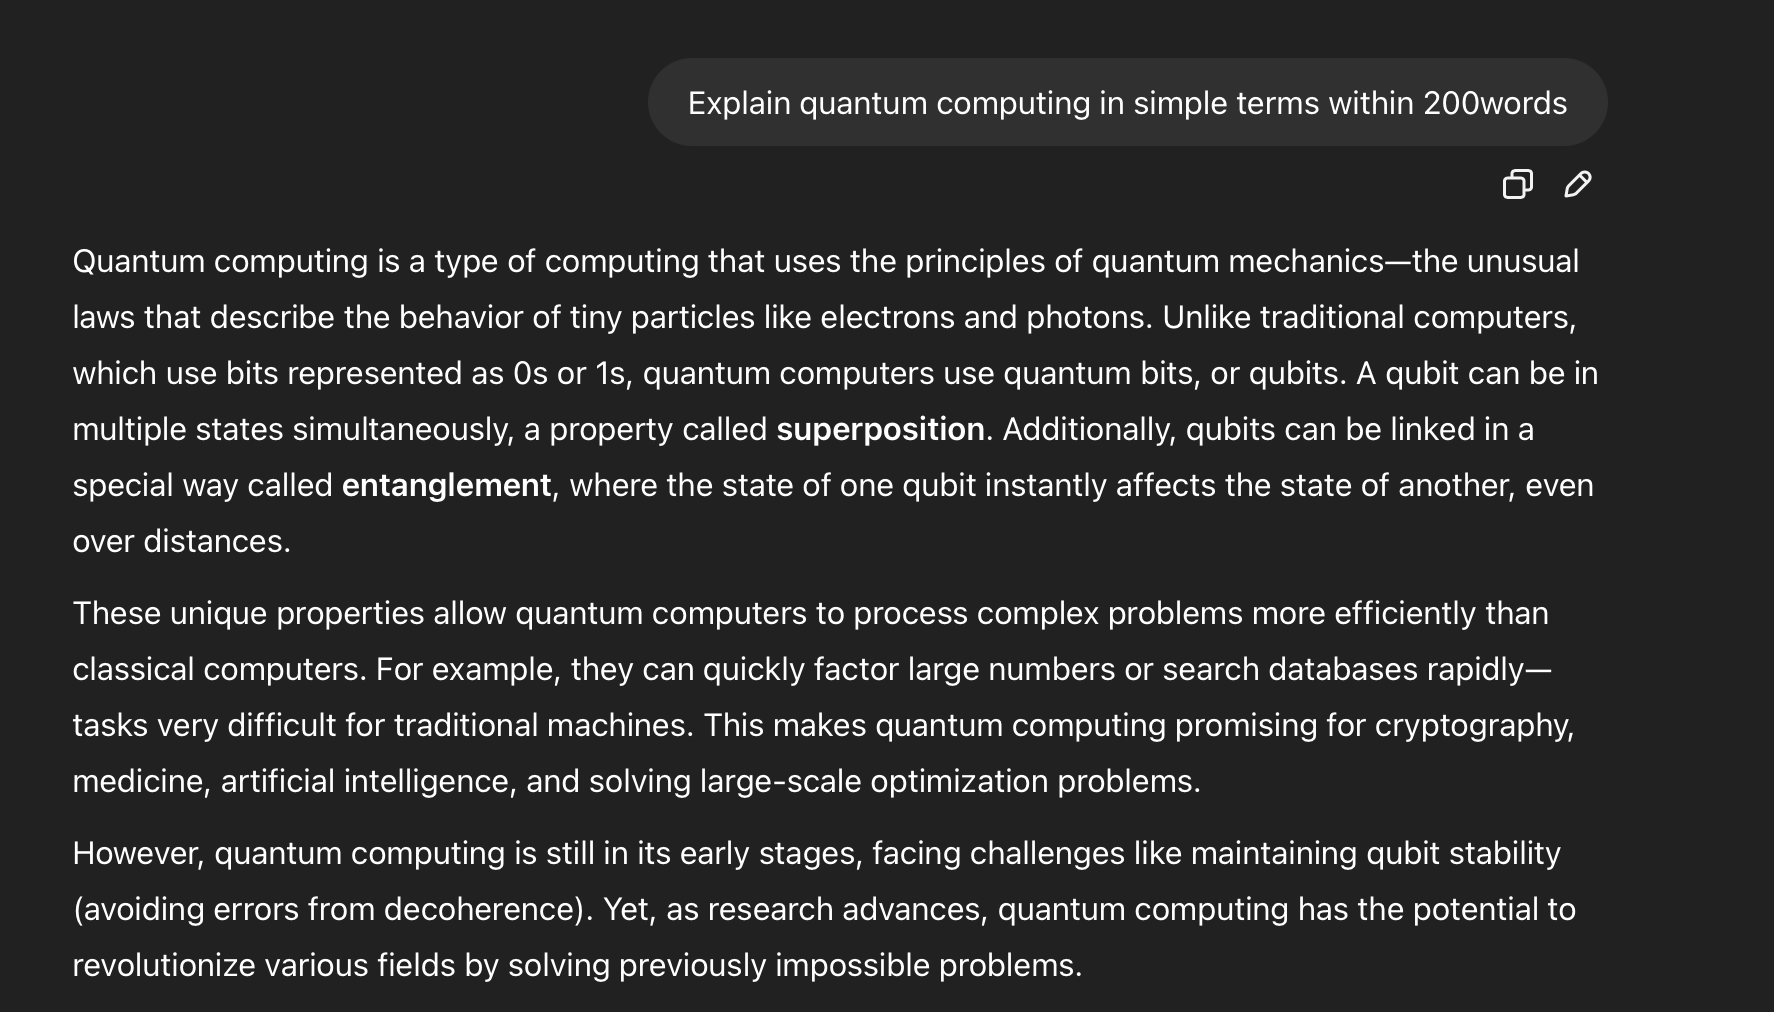 Explain quantum computing in simple terms within 200words
Quantum computing is a type of computing that uses the principles of quantum mechanics—the unusual
laws that describe the behavior of tiny particles like electrons and photons. Unlike traditional computers,
which use bits represented as 0s or 1s, quantum computers use quantum bits, or qubits. A qubit can be in
multiple states simultaneously, a property called superposition. Additionally, qubits can be linked in a
special way called entanglement, where the state of one qubit instantly affects the state of another, even
over distances.
These unique properties allow quantum computers to process complex problems more efficiently than
classical computers. For example, they can quickly factor large numbers or search databases rapidly—
tasks very difficult for traditional machines. This makes quantum computing promising for cryptography,
medicine, artificial intelligence, and solving large-scale optimization problems.
However, quantum computing is still in its early stages, facing challenges like maintaining qubit stability
(avoiding errors from decoherence). Yet, as research advances, quantum computing has the potential to
revolutionize various fields by solving previously impossible problems.